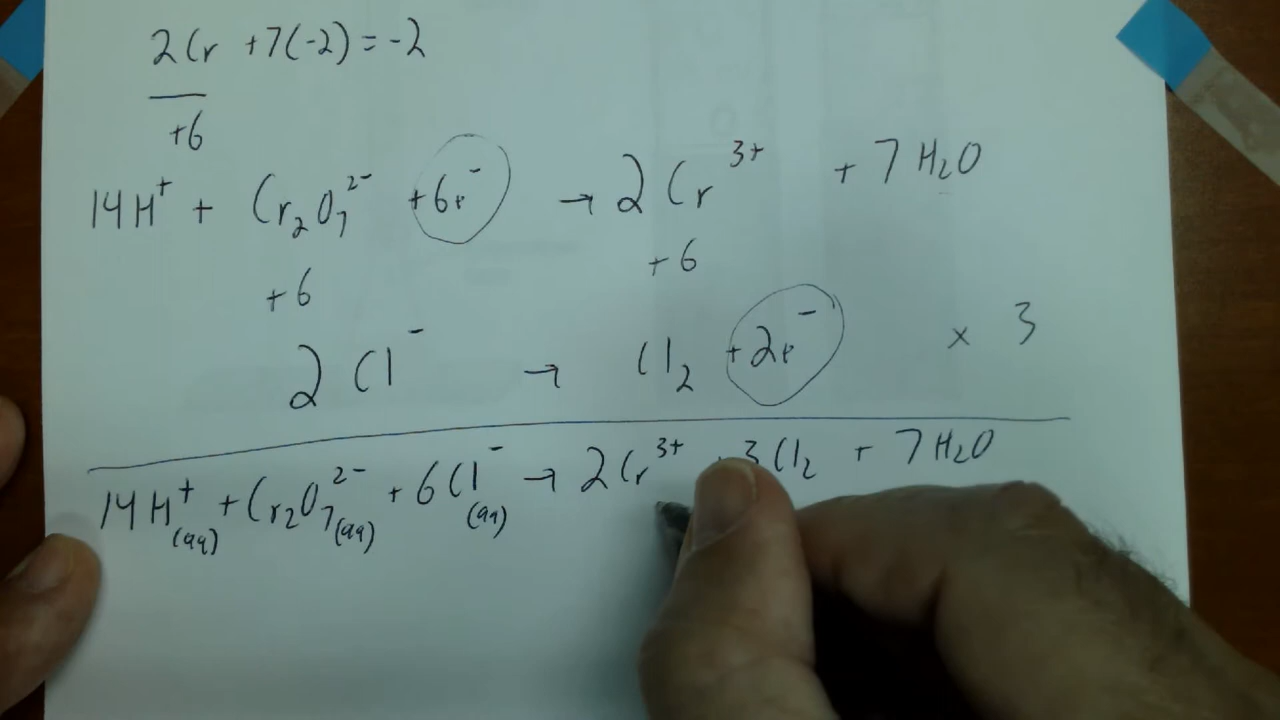 2Cr +7(-2)=-2
+6
14H⁺ + Cr₂O₇²⁻ +6e⁻ → 2Cr³⁺ + 7H₂O
+6 +6
2Cl⁻ → Cl₂ +2e⁻ × 3
14H⁺(aq) + Cr₂O₇²⁻(aq) + 6Cl⁻(aq) → 2Cr³⁺ 3Cl₂ + 7H₂O